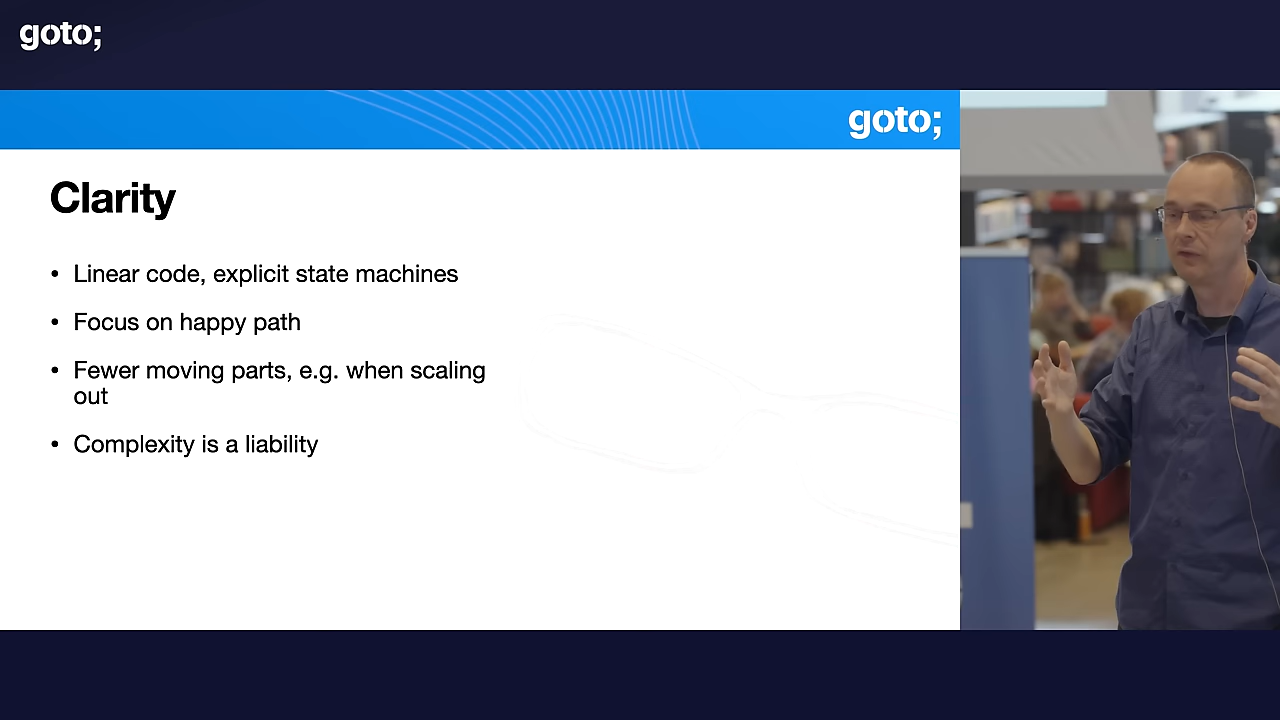 goto;
goto;
Clarity
• Linear code, explicit state machines
• Focus on happy path
• Fewer moving parts, e.g. when scaling
out
• Complexity is a liability